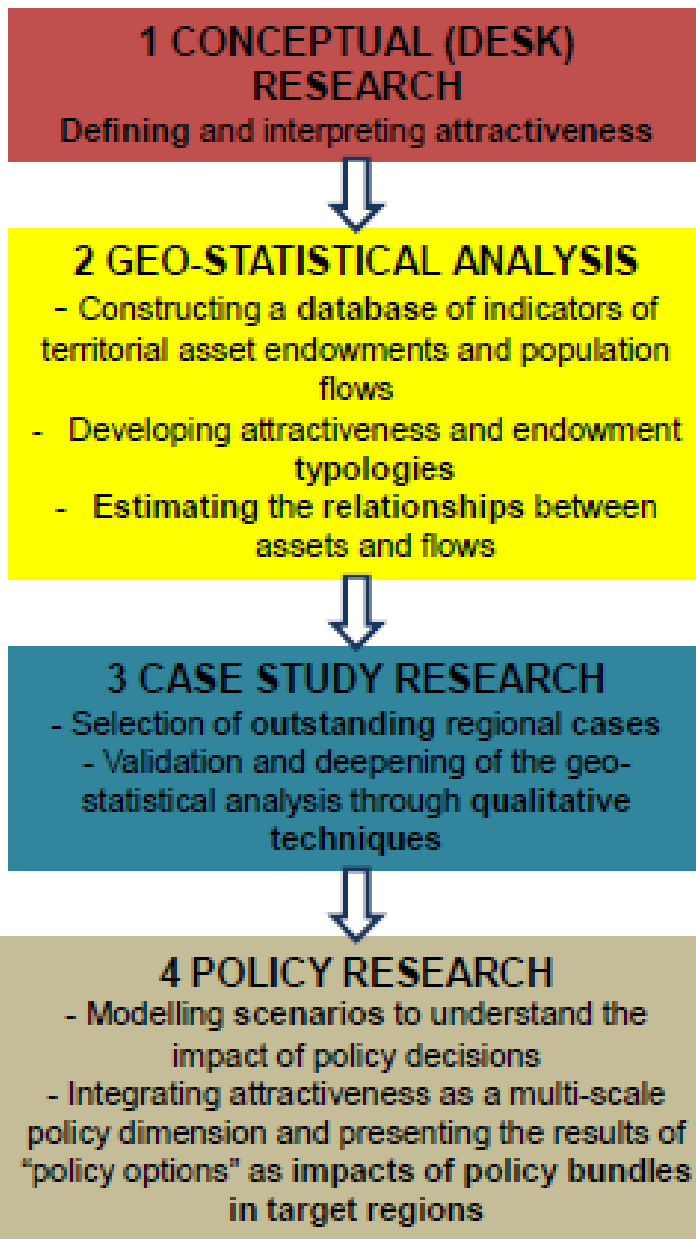 1 CONCEPTUAL (DESK)
RESEARCH
Defining and interpreting attractiveness
2 GEO-STATISTICAL ANALYSIS
- Constructing a database of indicators of
territorial asset endowments and population
flows
- Developing attractiveness and endowment
typologies
- Estimating the relationships between
assets and flows
3 CASE STUDY RESEARCH
- Selection of outstanding regional cases
- Validation and deepening of the geo-
statistical analysis through qualitative
techniques
4 POLICY RESEARCH
- Modelling scenarios to understand the
impact of policy decisions
- Integrating attractiveness as a multi-scale
policy dimension and presenting the results of
“policy options” as impacts of policy bundles
in target regions